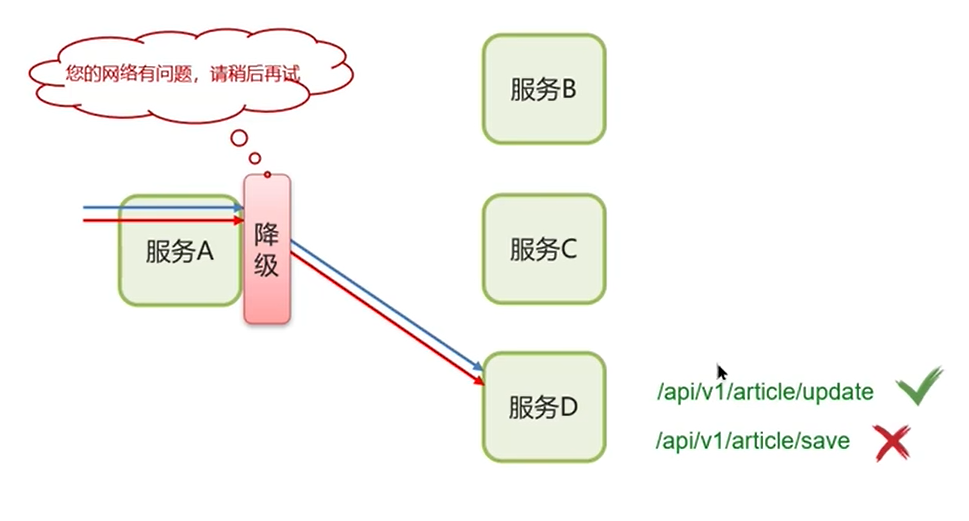 您的网络有问题，请稍后再试
服务B
服务A
降级
服务C
服务D
/api/v1/article/update
/api/v1/article/save